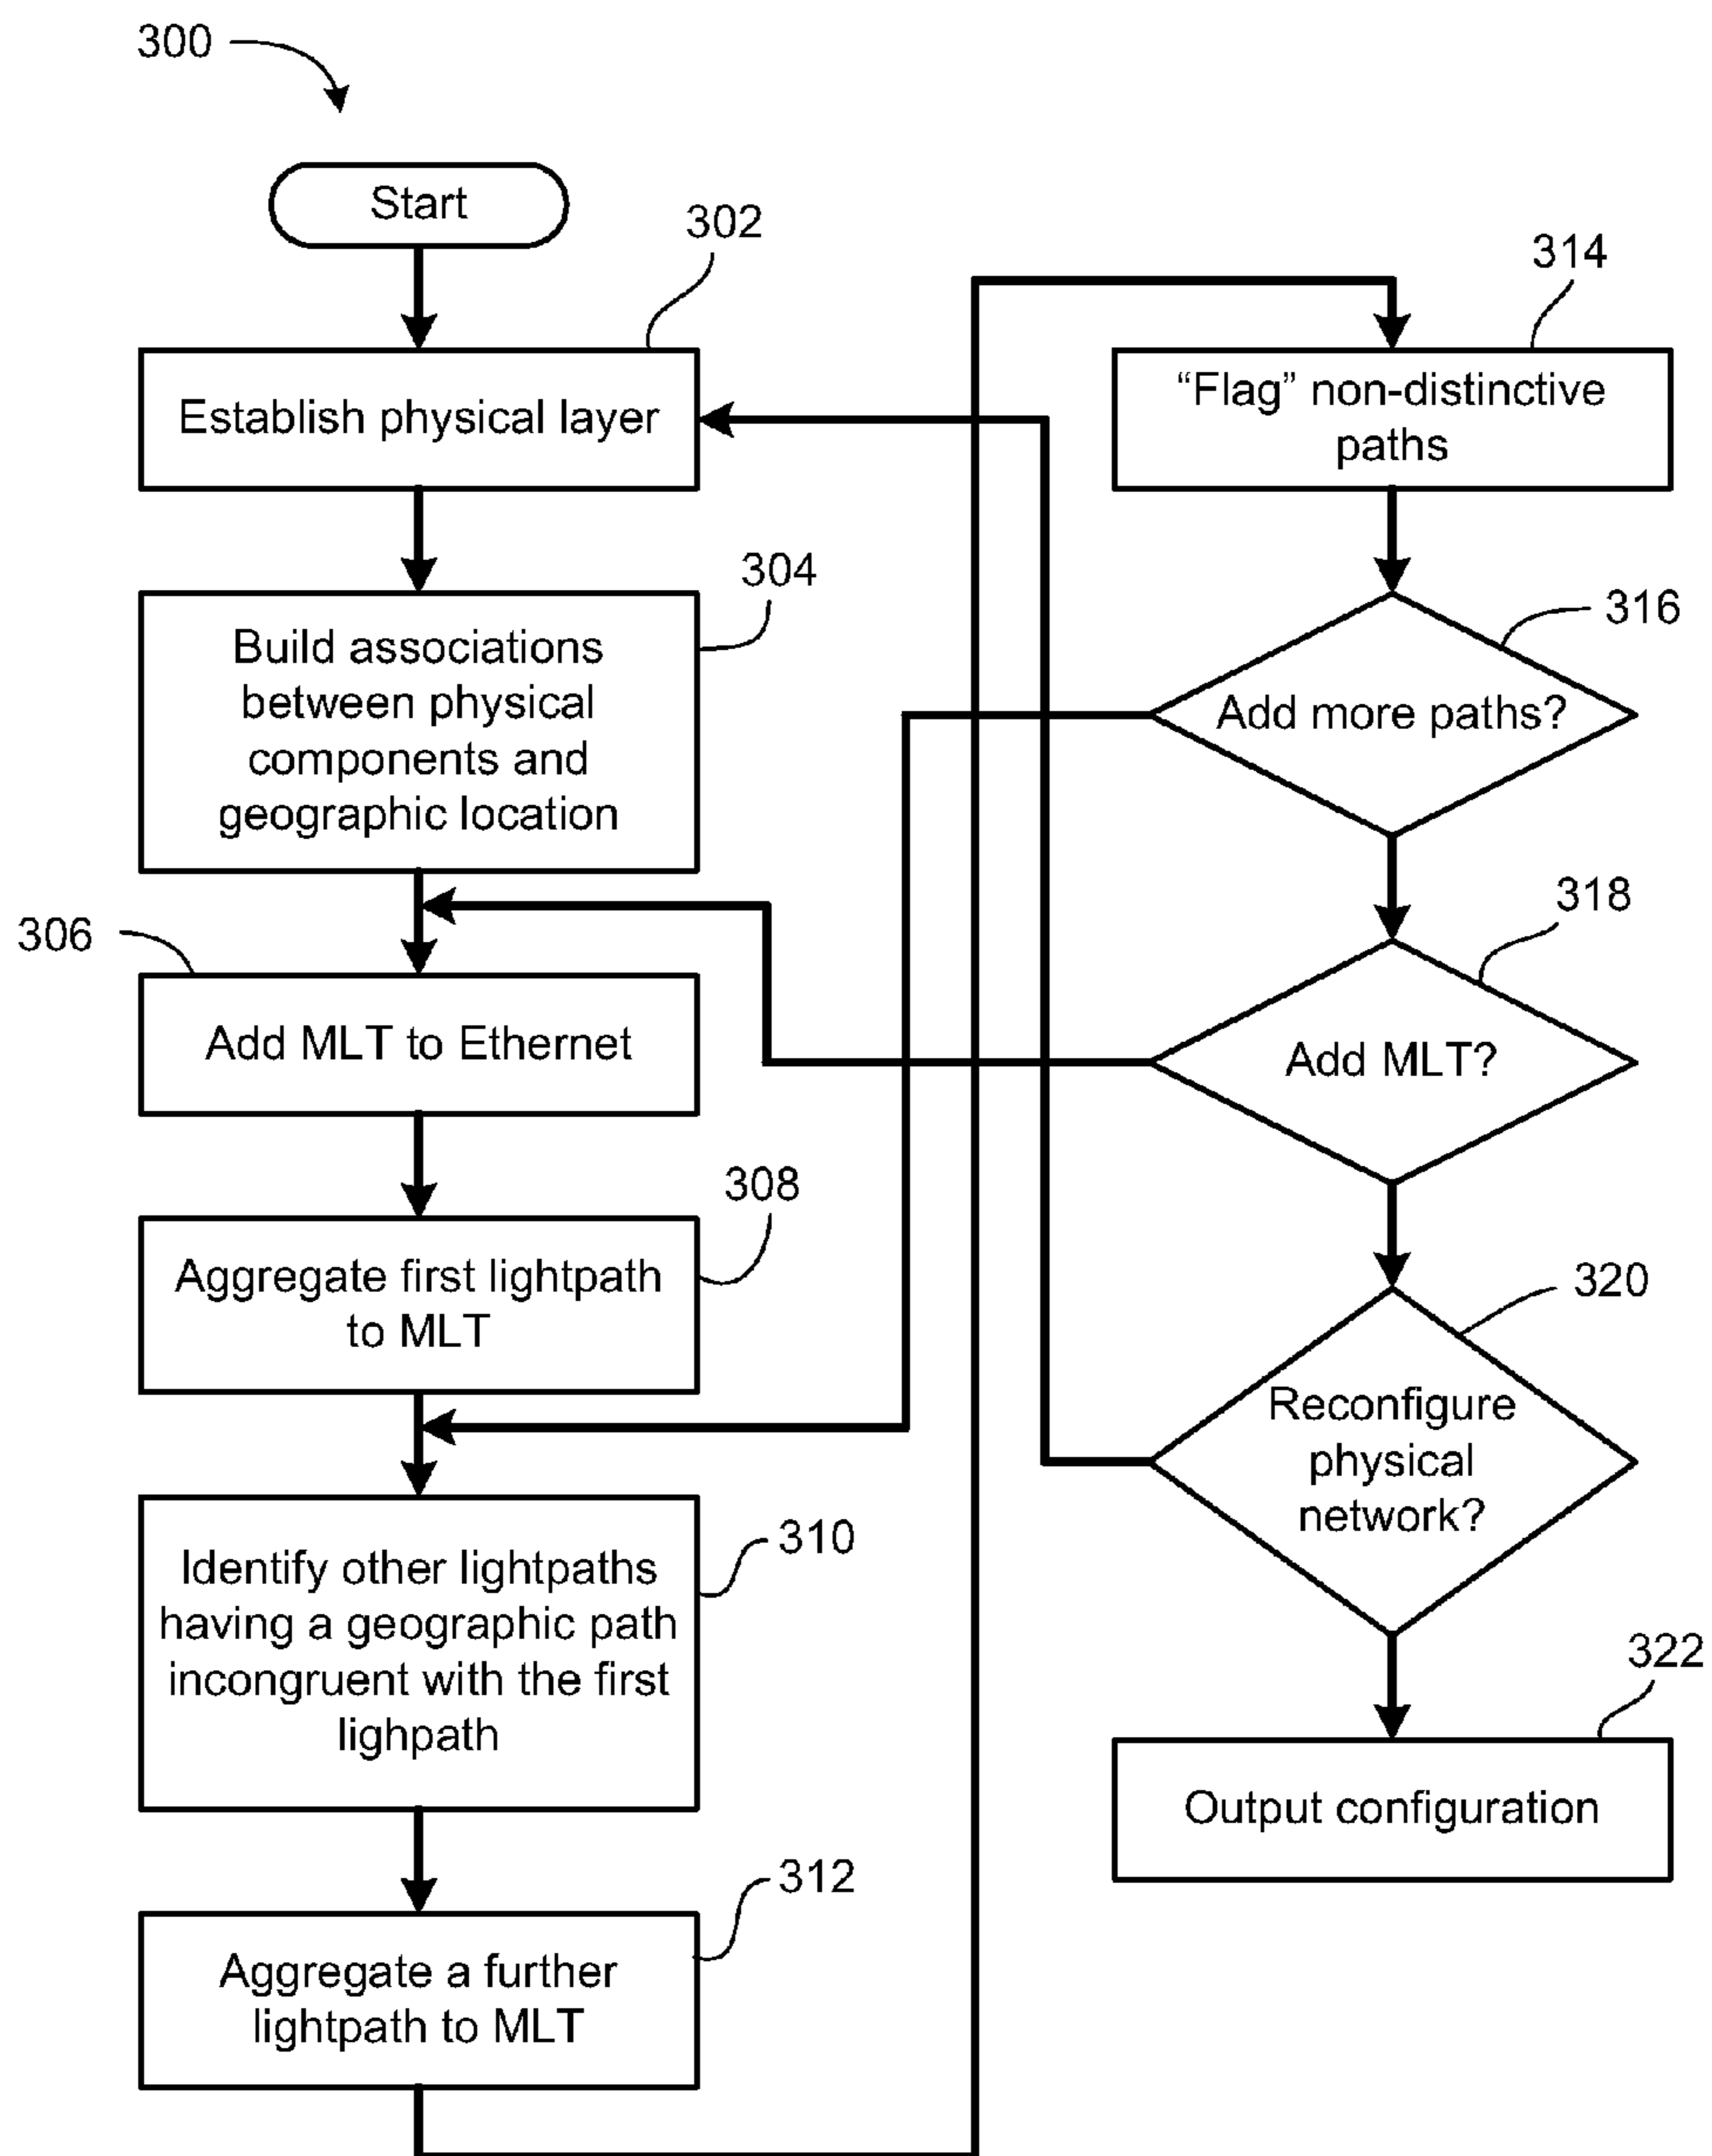 300
Start
302
Establish physical layer
304
Build associations
between physical
components and
geographic location
306
Add MLT to Ethernet
308
Aggregate first lightpath
to MLT
310
Identify other lightpaths
having a geographic path
incongruent with the first
lighpath
312
Aggregate a further
lightpath to MLT
314
“Flag” non-distinctive
paths
316
Add more paths?
318
Add MLT?
320
Reconfigure
physical
network?
322
Output configuration